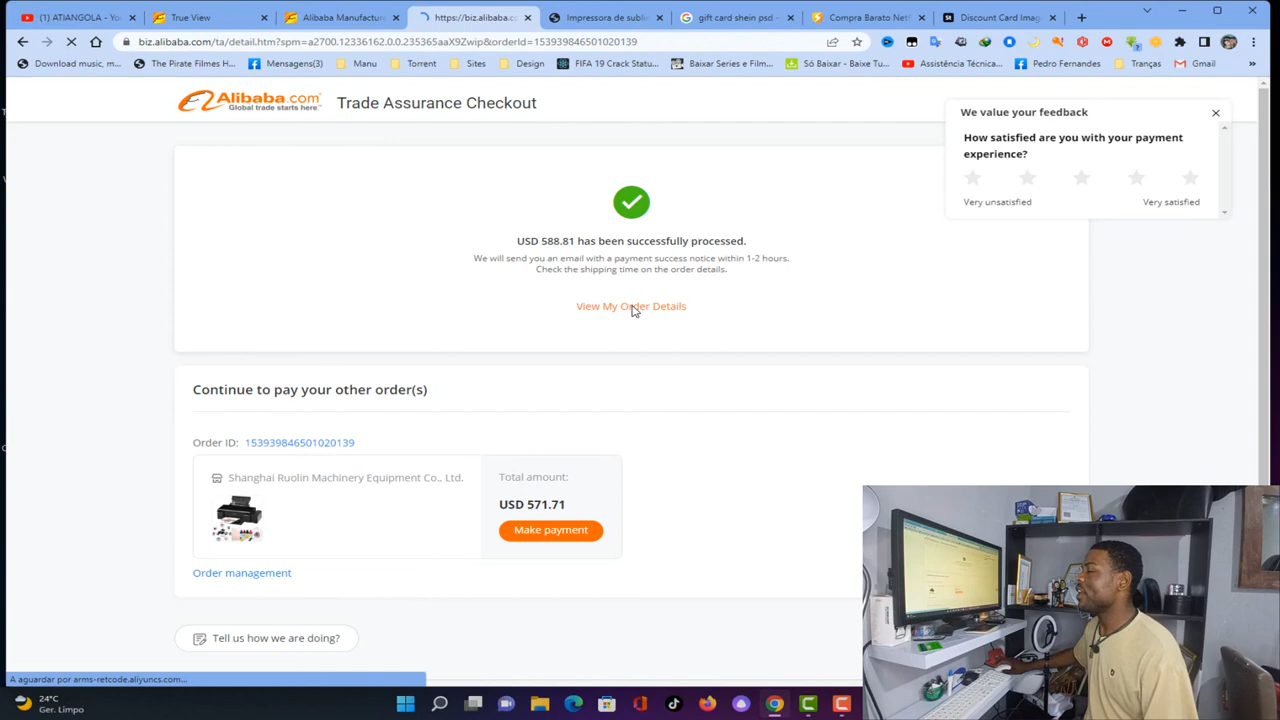 ATIANGOLA - Yo
True View
Alibaba Manufacture
https://biz.alibaba.co
Impressora de subli
gift card shein psd –
Compra Barato Netf
Discount Card Imag
biz.alibaba.com/ta/detail.htm?spm=a2700.12336162.0.0.235365aaX9Zwip&orderId=153939846501020139
Download music, m...
The Pirate Filmes H...
Mensagens(3)
Manu
Torrent
Sites
Design
FIFA 19 Crack Statu...
Baixar Series e Film...
Só Baixar - Baixe Tu...
Assistência Técnica...
Pedro Fernandes
Tranças
Gmail
Alibaba.com
Global trade starts here.™
Trade Assurance Checkout
We value your feedback
How satisfied are you with your payment
experience?
Very unsatisfied
Very satisfied
USD 588.81 has been successfully processed.
We will send you an email with a payment success notice within 1-2 hours.
Check the shipping time on the order details.
View My Order Details
Continue to pay your other order(s)
Order ID: 153939846501020139
Shanghai Ruolin Machinery Equipment Co., Ltd.
Total amount:
USD 571.71
Make payment
Order management
Tell us how we are doing?
A aguardar por arms-retcode.aliyuncs.com...
24°C
Ger. Limpo